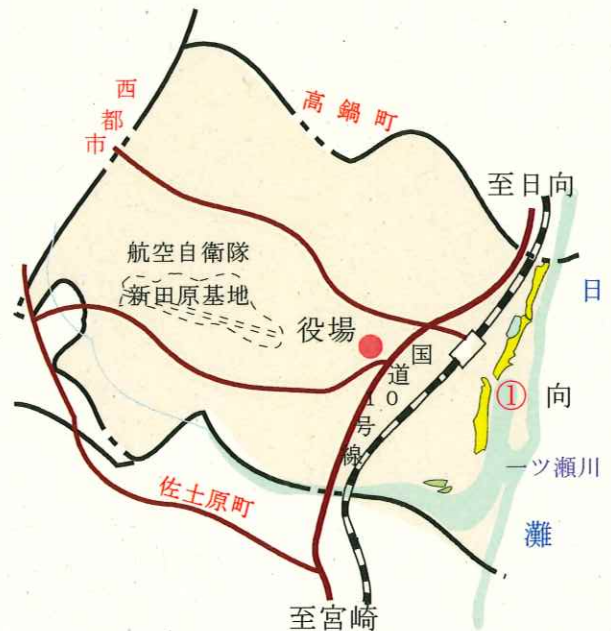 西都市
高鍋町
至日向
航空自衛隊
新田原基地
役場
国道10号線
①
日向灘
一ツ瀬川
佐土原町
至宮崎